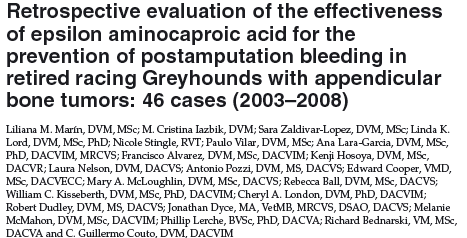 Retrospective evaluation of the effectiveness
of epsilon aminocaproic acid for the
prevention of postamputation bleeding in
retired racing Greyhounds with appendicular
bone tumors: 46 cases (2003–2008)
Liliana M. Marín, DVM, MSc; M. Cristina Iazbik, DVM; Sara Zaldivar-Lopez, DVM, MSc; Linda K.
Lord, DVM, MSc, PhD; Nicole Stingle, RVT; Paulo Vilar, DVM, MSc; Ana Lara-Garcia, DVM, MSc,
PhD, DACVIM, MRCVS; Francisco Alvarez, DVM, MSc, DACVIM; Kenji Hosoya, DVM, MSc,
DACVR; Laura Nelson, DVM, DACVS; Antonio Pozzi, DVM, MS, DACVS; Edward Cooper, VMD,
MSc, DACVECC; Mary A. McLoughlin, DVM, MSc, DACVS; Rebecca Ball, DVM, MSc, DACVS;
William C. Kisseberth, DVM, MSc, PhD, DACVIM; Cheryl A. London, DVM, PhD, DACVIM;
Robert Dudley, DVM, MS, DACVS; Jonathan Dyce, MA, VetMB, MRCVS, DSAO, DACVS; Melanie
McMahon, DVM, MSc, DACVIM; Phillip Lerche, BVSc, PhD, DACVA; Richard Bednarski, VM, MSc,
DACVA and C. Guillermo Couto, DVM, DACVIM